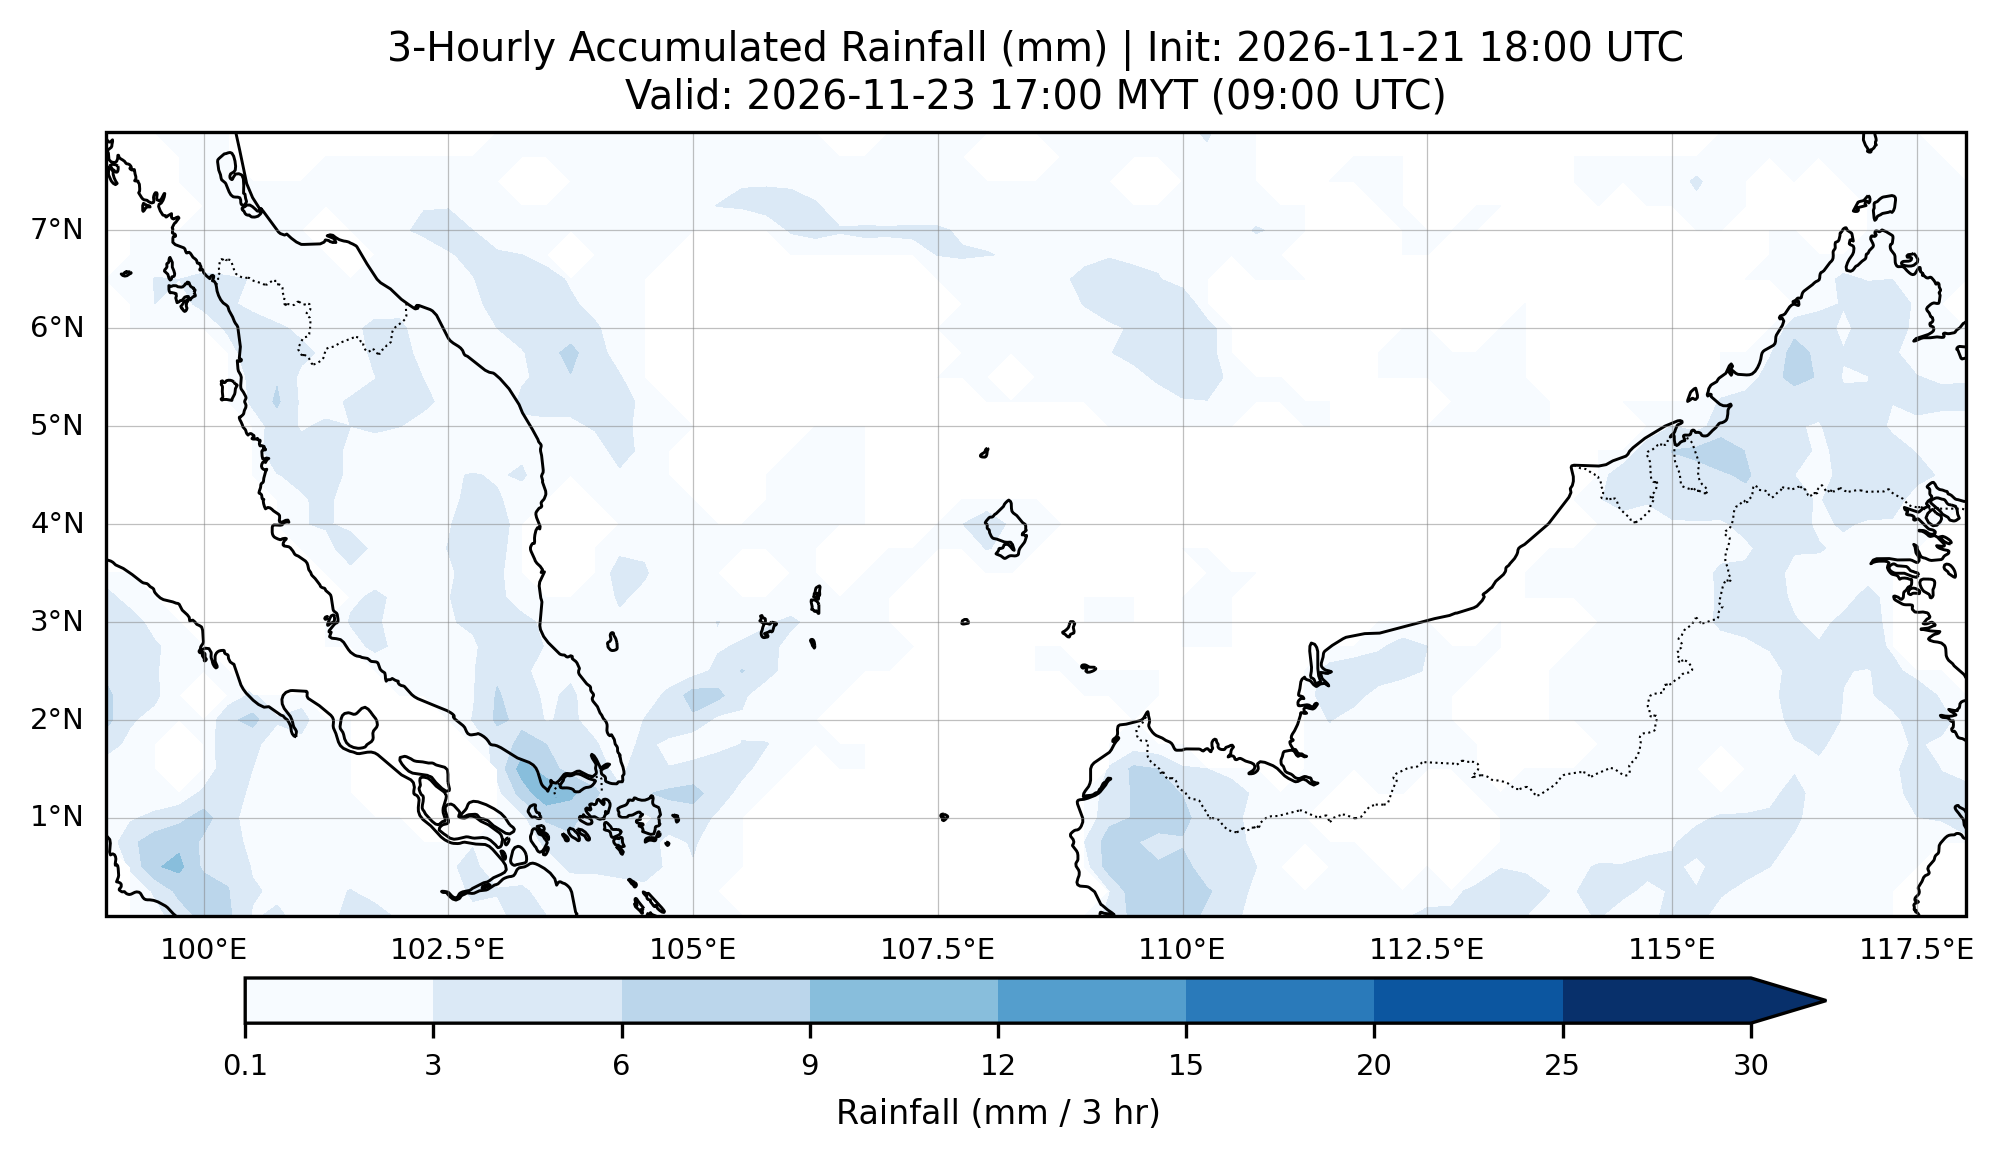 3-Hourly Accumulated Rainfall (mm) | Init: 2026-11-21 18:00 UTC
Valid: 2026-11-23 17:00 MYT (09:00 UTC)
7°N
6°N
5°N
4°N
3°N
2°N
1°N
100°E 102.5°E 105°E 107.5°E 110°E 112.5°E 115°E 117.5°E
0.1 3 6 9 12 15 20 25 30
Rainfall (mm / 3 hr)